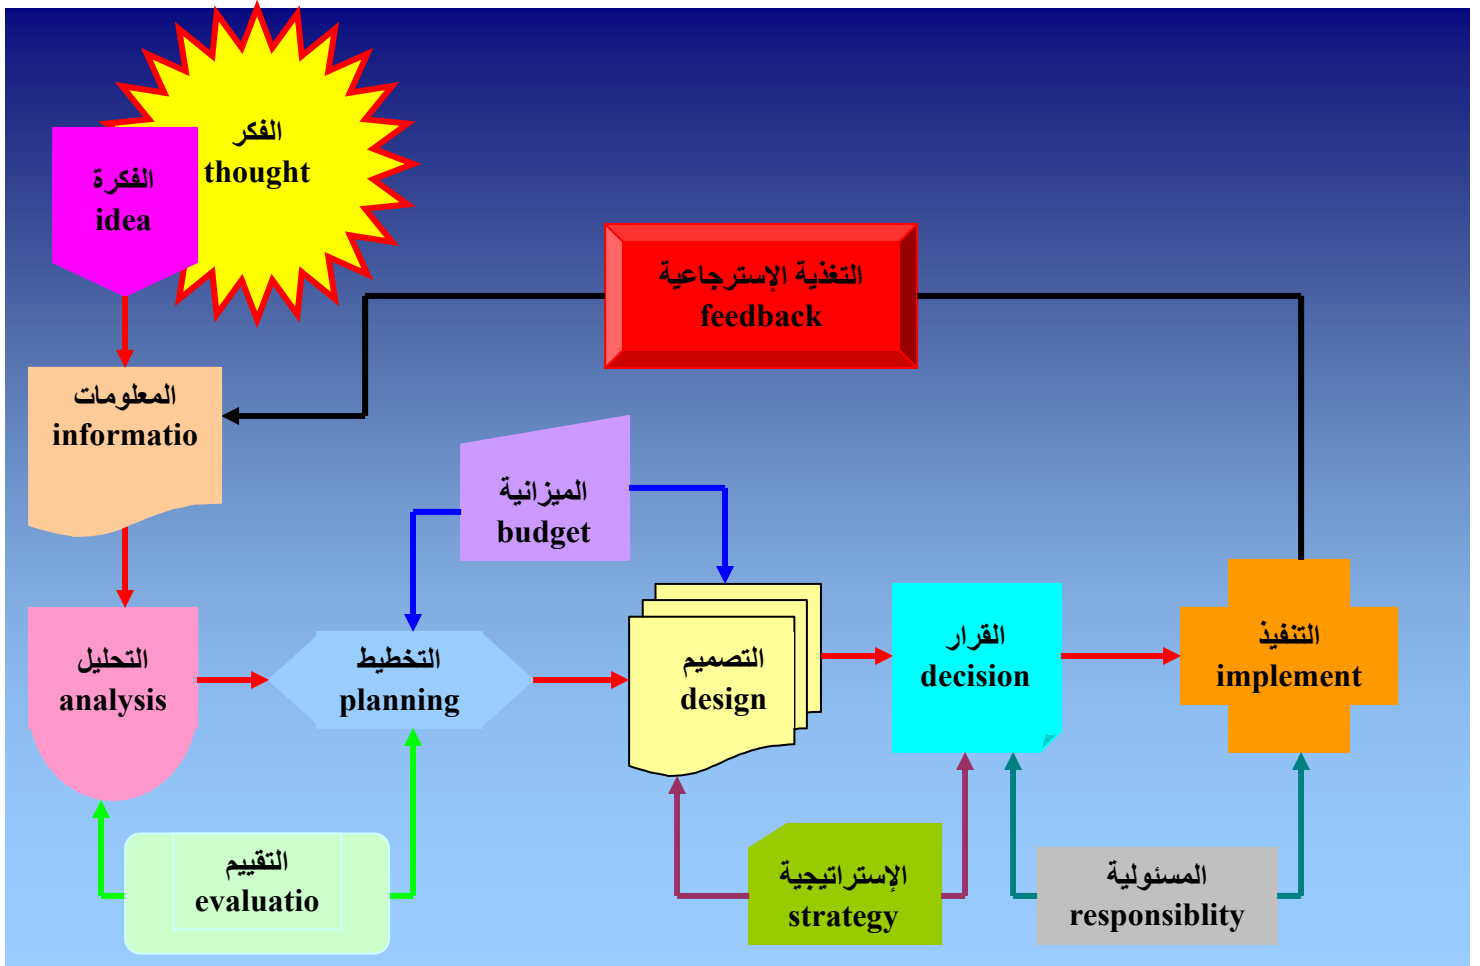 الفكر
thought
الفكرة
idea
التغذية الإسترجاعية
feedback
المعلومات
informatio
الميزانية
budget
التحليل
analysis
التخطيط
planning
التصميم
design
القرار
decision
التنفيذ
implement
التقييم
evaluatio
الإستراتيجية
strategy
المسئولية
responsiblity